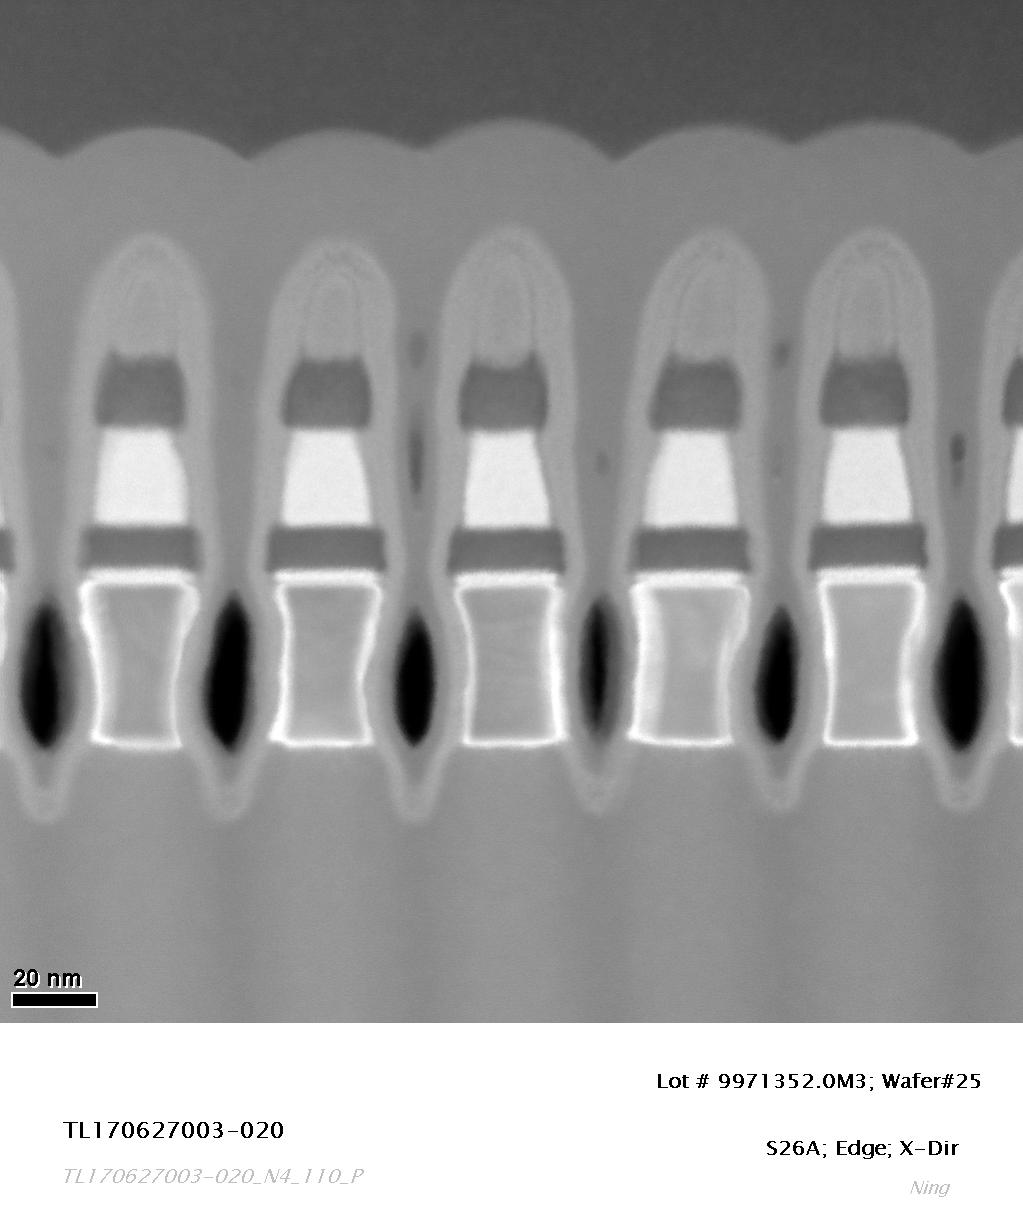 20 nm
Lot # 9971352.0M3; Wafer#25
TL170627003-020
S26A; Edge; X-Dir
TL170627003-020_N4_110_P
Ning